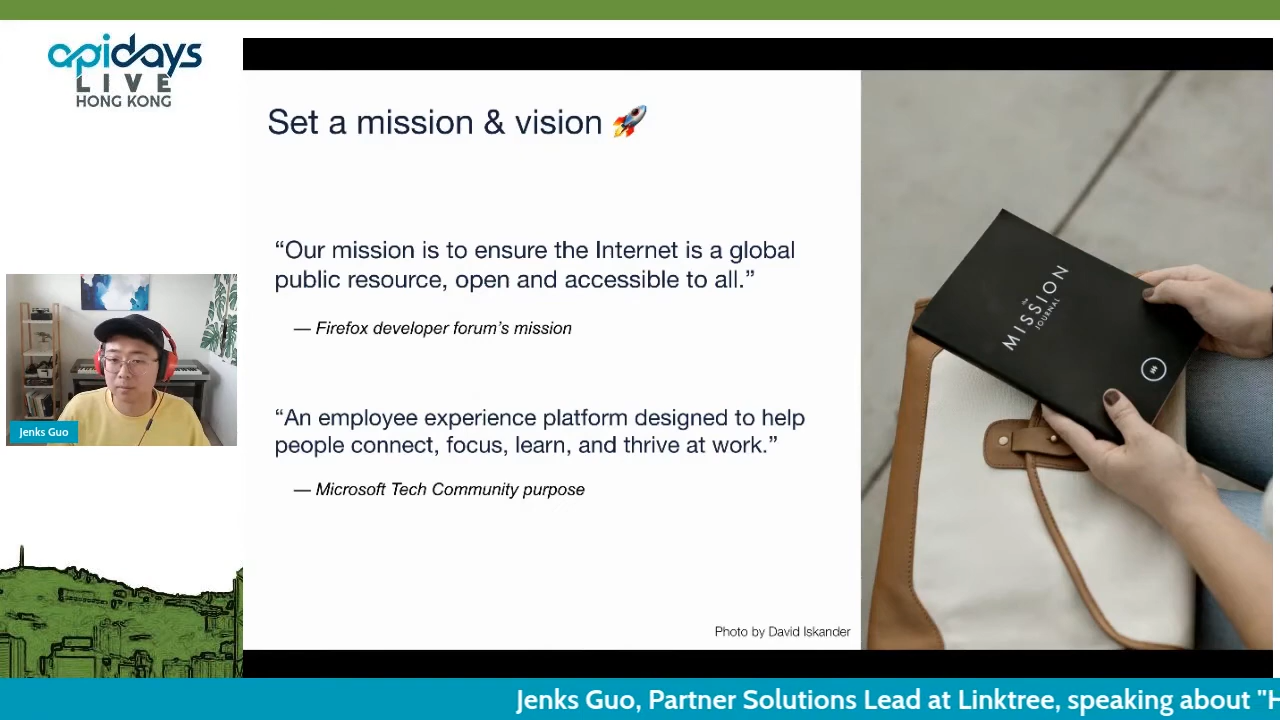 apidays
LIVE
HONG KONG
Set a mission & vision 🚀
“Our mission is to ensure the Internet is a global
public resource, open and accessible to all.”
— Firefox developer forum’s mission
“An employee experience platform designed to help
people connect, focus, learn, and thrive at work.”
— Microsoft Tech Community purpose
Photo by David Iskander
the
MISSION
JOURNAL
Jenks Guo
Jenks Guo, Partner Solutions Lead at Linktree, speaking about "H